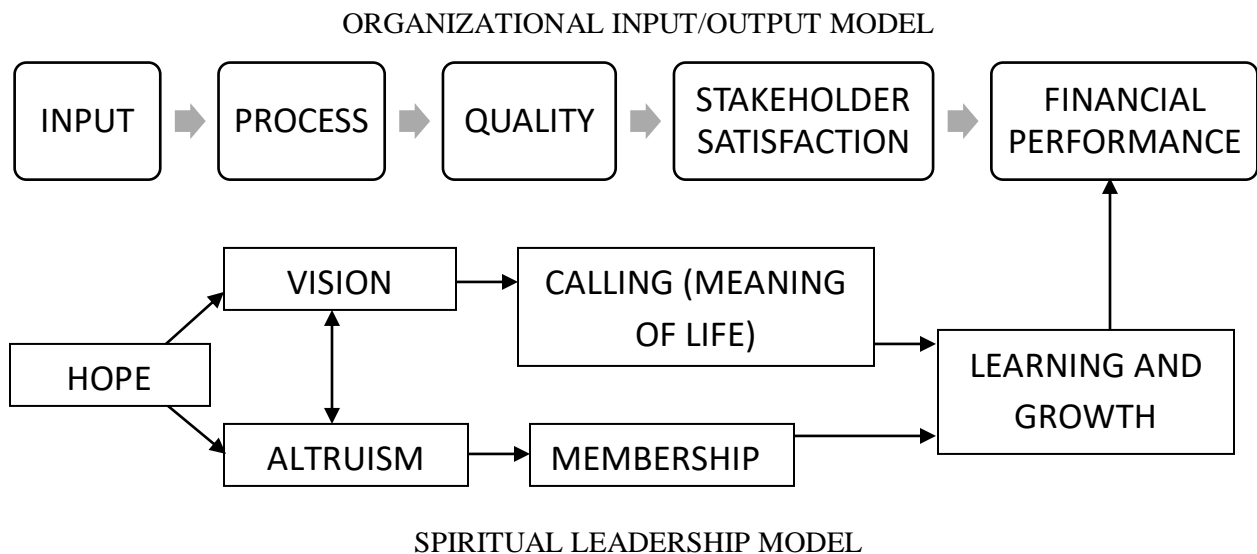 ORGANIZATIONAL INPUT/OUTPUT MODEL
INPUT
PROCESS
QUALITY
STAKEHOLDER
SATISFACTION
FINANCIAL
PERFORMANCE
VISION
CALLING (MEANING
OF LIFE)
HOPE
LEARNING AND
GROWTH
ALTRUISM
MEMBERSHIP
SPIRITUAL LEADERSHIP MODEL